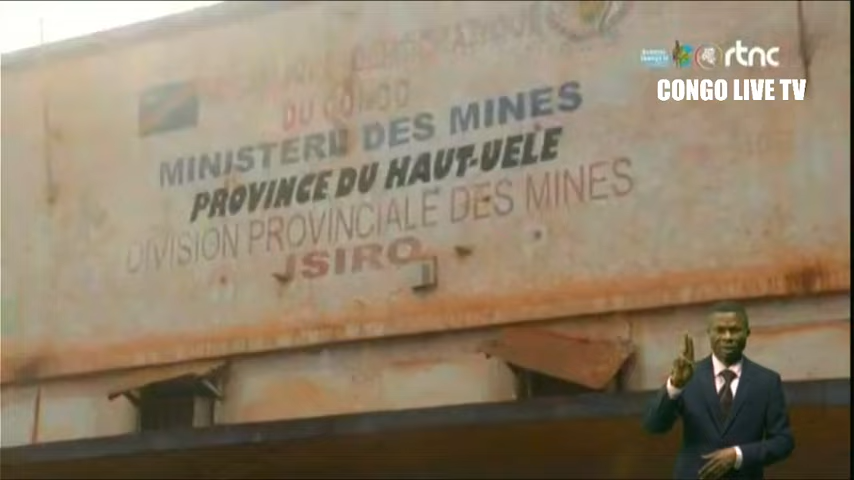 rtnc
CONGO LIVE TV
DU CONGO
MINISTERE DES MINES
PROVINCE DU HAUT-UELE
DIVISION PROVINCIALE DES MINES
ISIRO